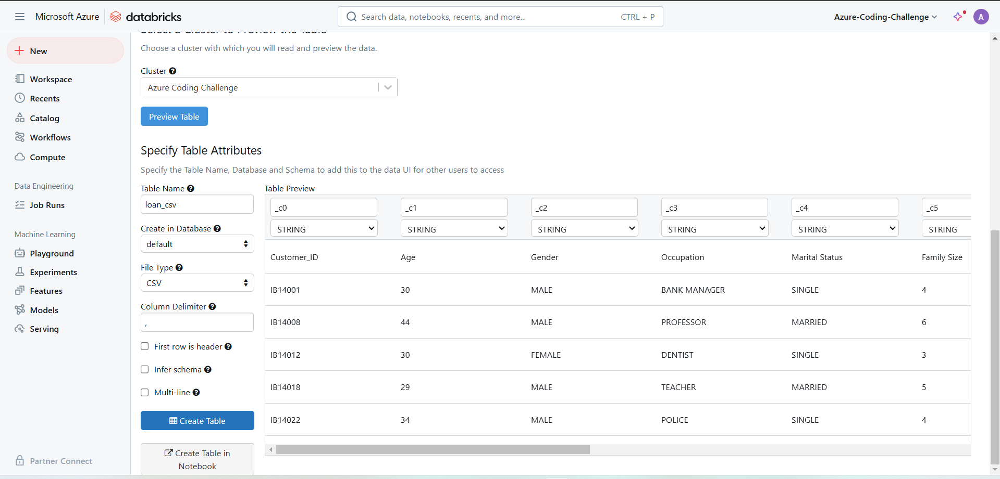 Microsoft Azure
databricks
Search data, notebooks, recents, and more...
CTRL + P
Azure-Coding-Challenge
A
New
Workspace
Recents
Catalog
Workflows
Compute
Data Engineering
Job Runs
Machine Learning
Playground
Experiments
Features
Models
Serving
Partner Connect
Select a Cluster to Preview the Table
Choose a cluster with which you will read and preview the data.
Cluster
Azure Coding Challenge
Preview Table
Specify Table Attributes
Specify the Table Name, Database and Schema to add this to the data UI for other users to access
Table Name
loan_csv
Create in Database
default
File Type
CSV
Column Delimiter
,
First row is header
Infer schema
Multi-line
Create Table
Create Table in
Notebook
Table Preview
_c0 _c1 _c2 _c3 _c4 _c5
STRING STRING STRING STRING STRING STRING
Customer_ID Age Gender Occupation Marital Status Family Size
IB14001 30 MALE BANK MANAGER SINGLE 4
IB14008 44 MALE PROFESSOR MARRIED 6
IB14012 30 FEMALE DENTIST SINGLE 3
IB14018 29 MALE TEACHER MARRIED 5
IB14022 34 MALE POLICE SINGLE 4